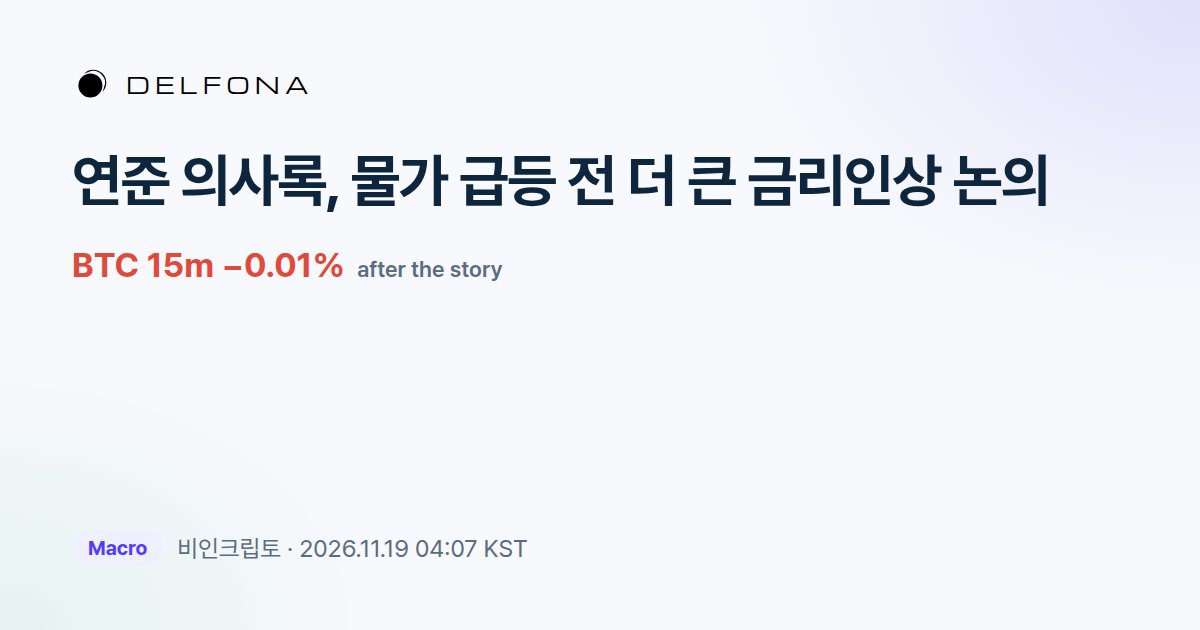 DELFONA
연준 의사록, 물가 급등 전 더 큰 금리인상 논의
BTC 15m −0.01% after the story
Macro 비인크립토 · 2026.11.19 04:07 KST